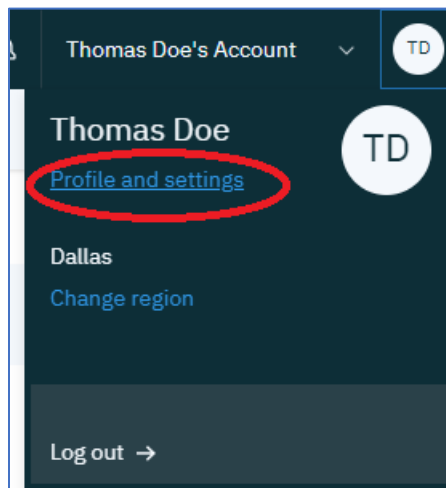 Thomas Doe's Account
TD
Thomas Doe
TD
Profile and settings
Dallas
Change region
Log out →